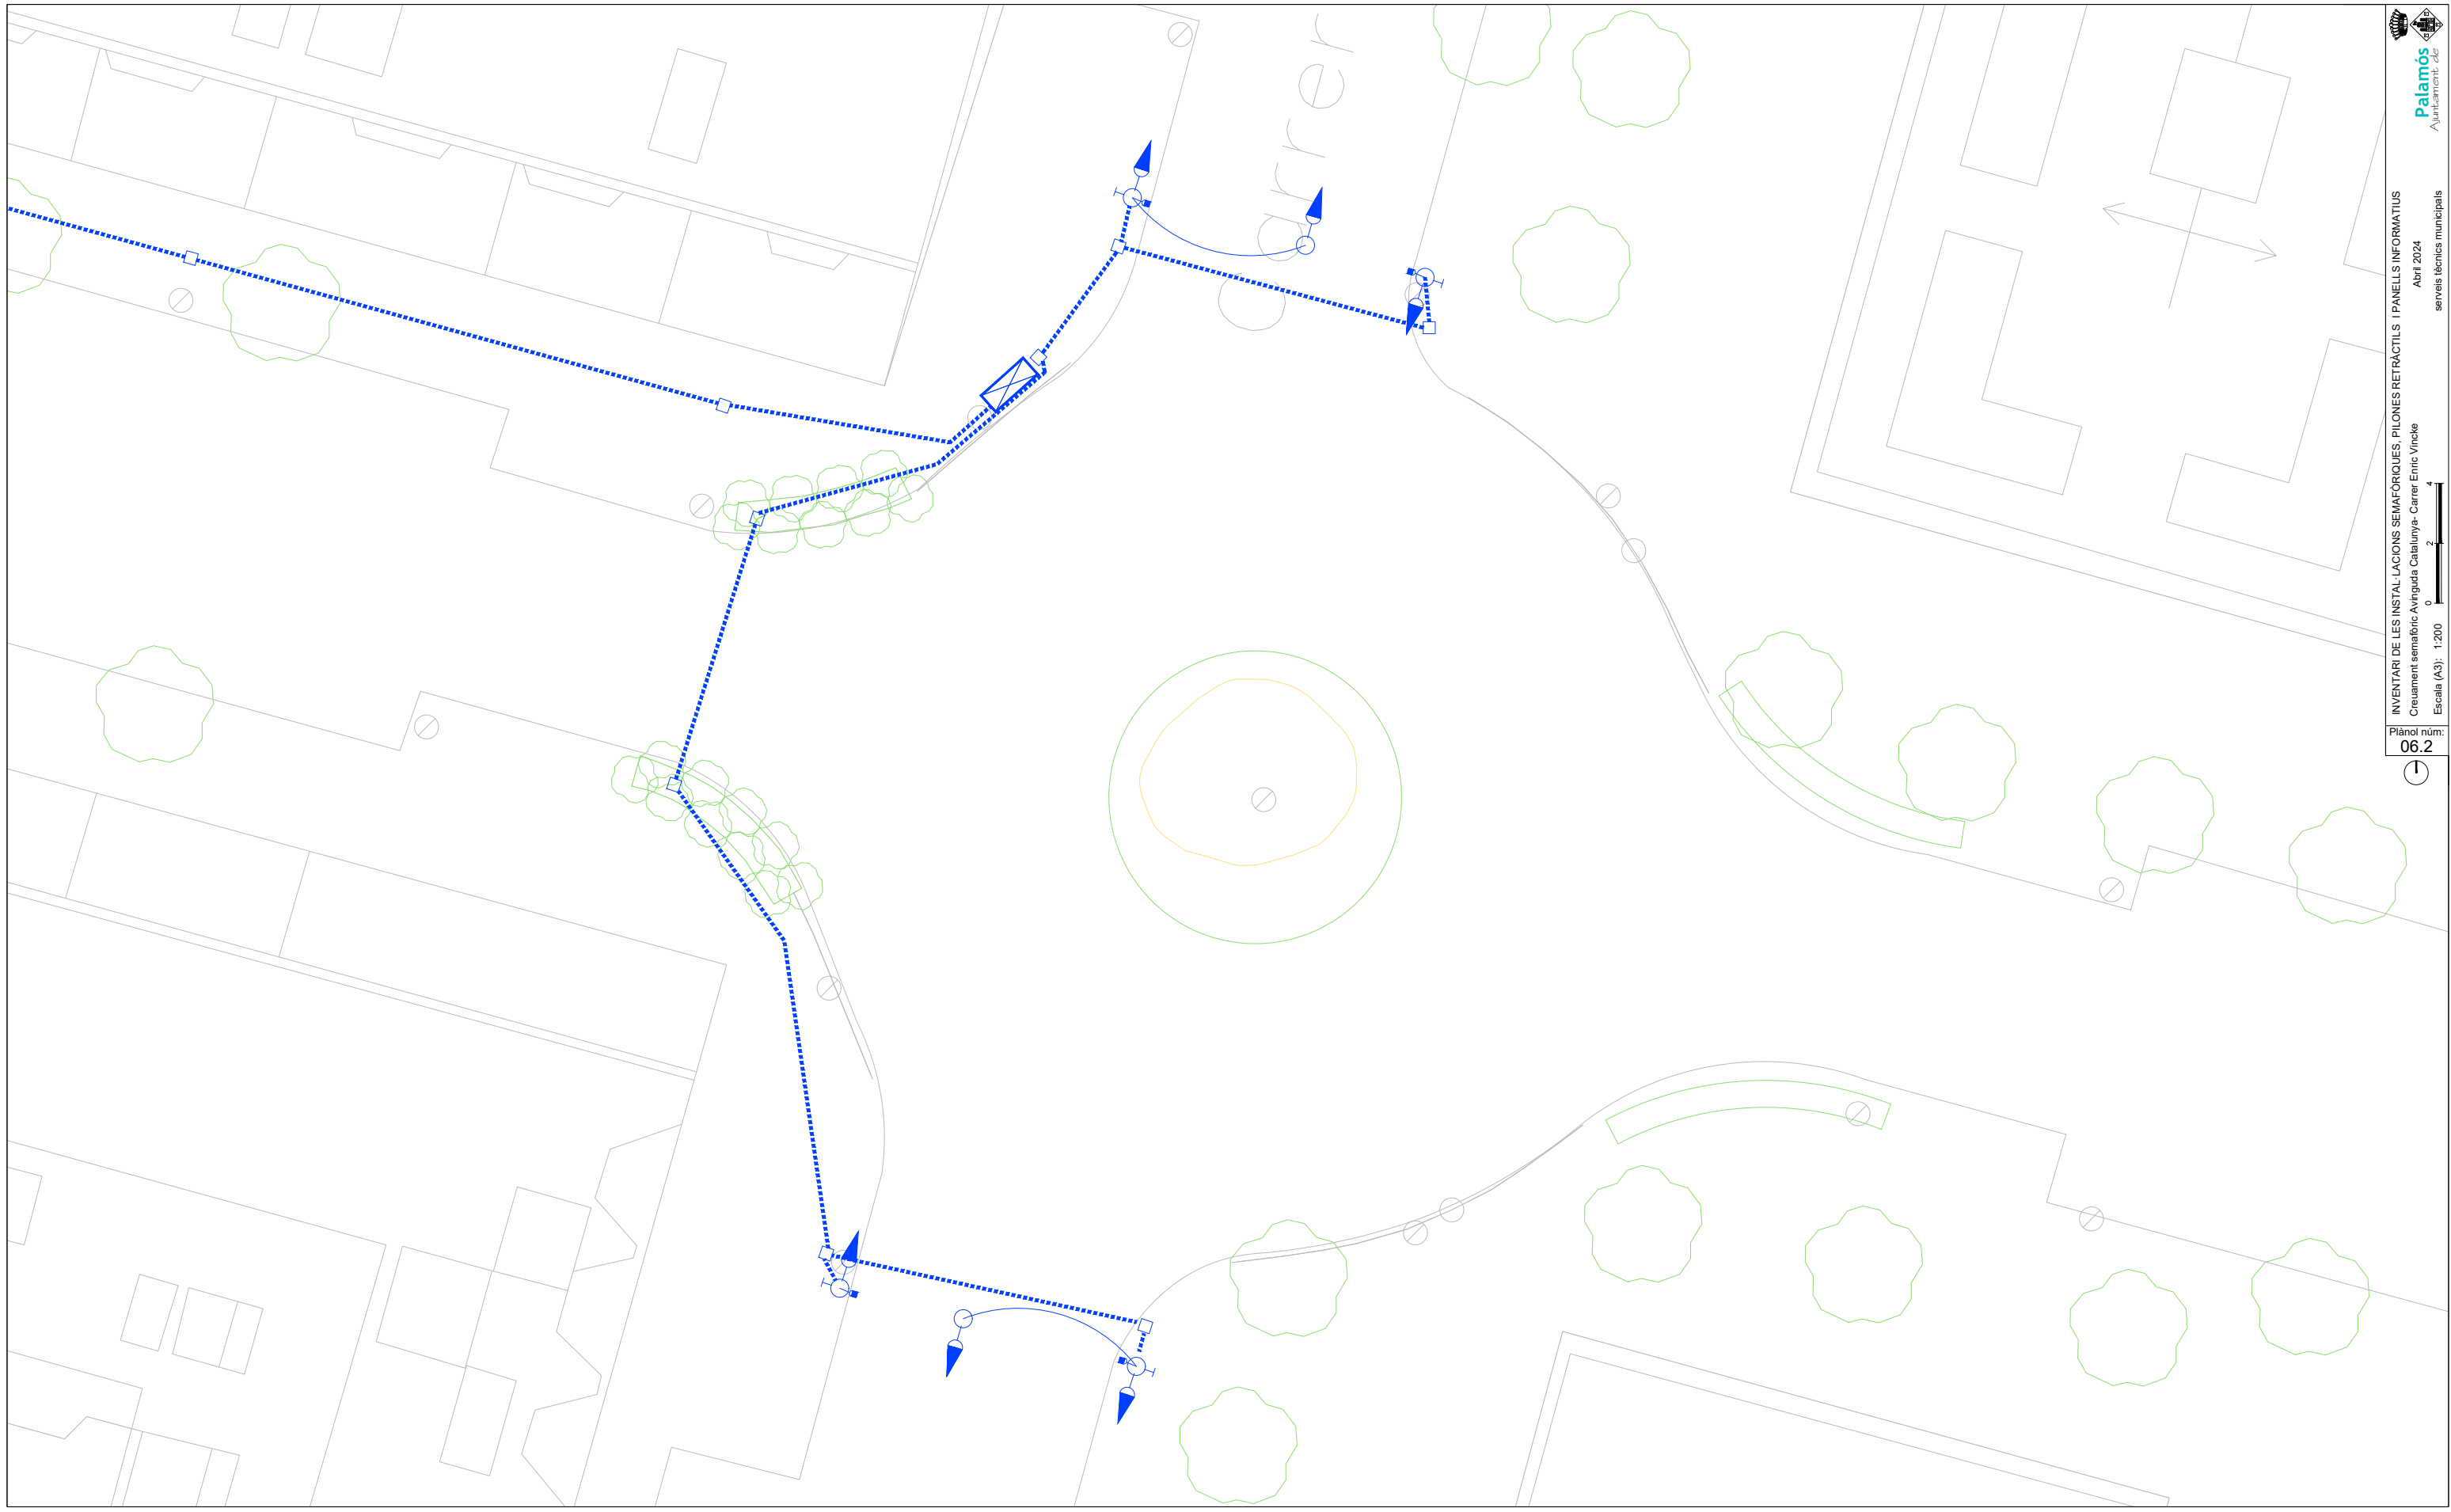 Carrer
INVENTARI DE LES INSTAL·LACIONS SEMAFÒRIQUES, PILONES RETRÀCTILS I PANELLS INFORMATIUS
Creuament semafòric Avinguda Catalunya- Carrer Enric Vincke
Abril 2024
Escala (A3): 1:200
0 2 4
serveis tècnics municipals
Palamós
Ajuntament de
Plànol núm:
06.2